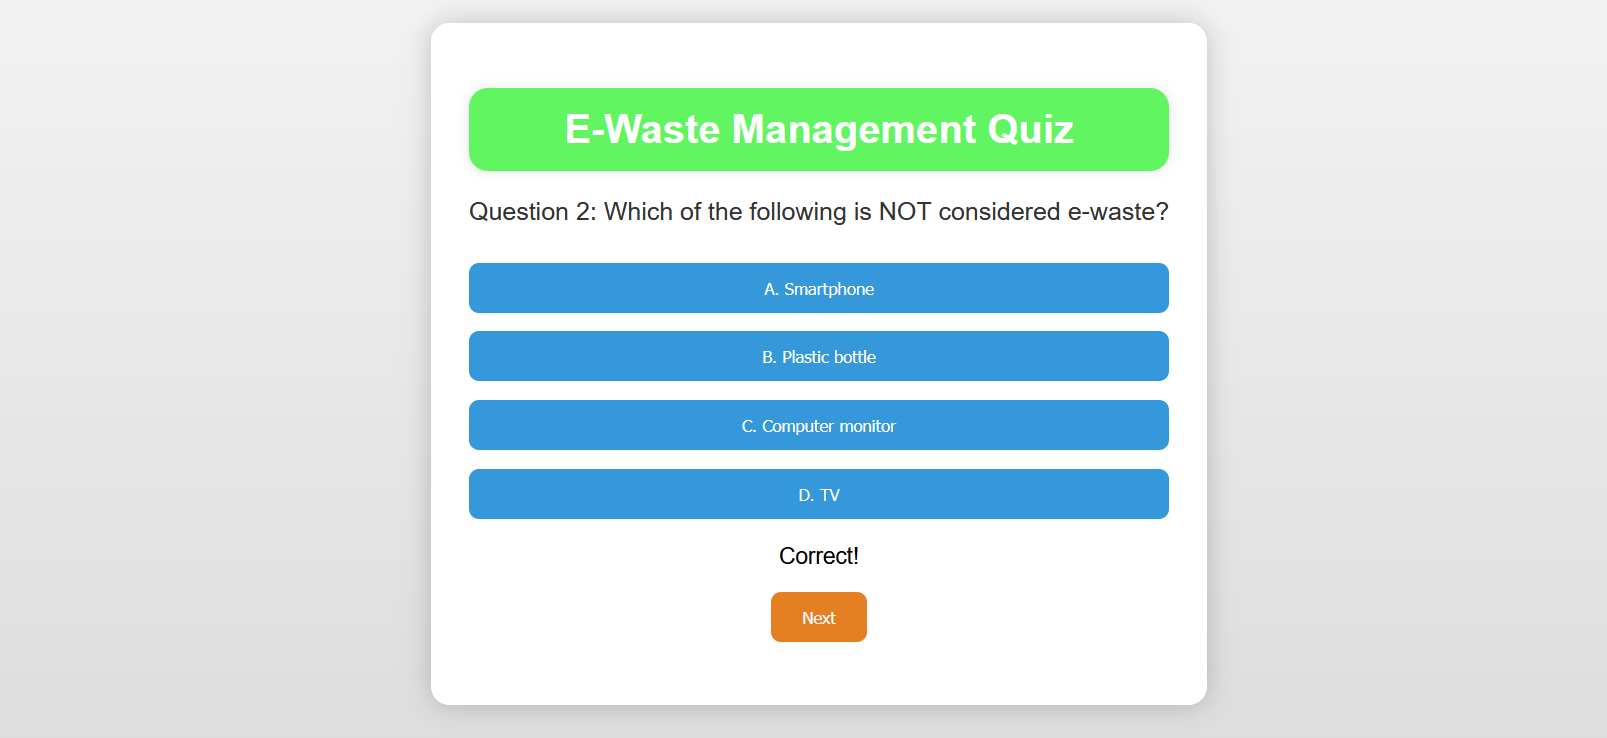 E-Waste Management Quiz
Question 2: Which of the following is NOT considered e-waste?
A. Smartphone
B. Plastic bottle
C. Computer monitor
D. TV
Correct!
Next